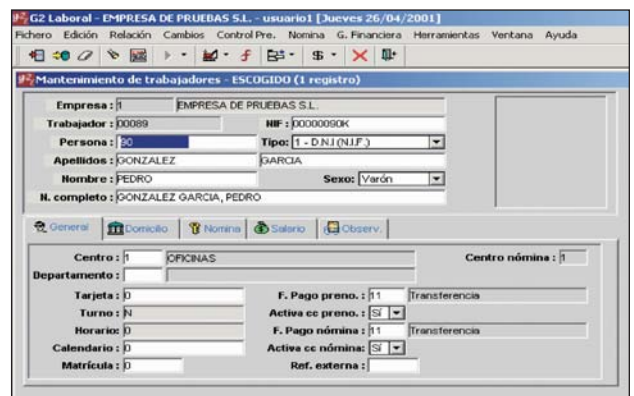 G2 Laboral - EMPRESA DE PRUEBAS S.L. - usuario1 [Jueves 26/04/2001]
Fichero Edición Relación Cambios Control Pre. Nomina G. Financiera Herramientas Ventana Ayuda
Mantenimiento de trabajadores - ESCOGIDO (1 registro)
Empresa : 1 EMPRESA DE PRUEBAS S.L.
Trabajador : 00089 NIF : 00000090K
Persona : 90 Tipo: 1 - D.N.I (N.I.F.)
Apellidos : GONZALEZ GARCIA
Nombre : PEDRO Sexo: Varón
N. completo : GONZALEZ GARCIA, PEDRO
General Domicilio Nomina Salario Observ.
Centro : 1 OFICINAS Centro nómina : 1
Departamento :
Tarjeta : 0 F. Pago preno. : 11 Transferencia
Turno : N Activa cc preno. : Sí
Horario: 0 F. Pago nómina : 11 Transferencia
Calendario : 0 Activa cc nómina: Sí
Matrícula : 0 Ref. externa :